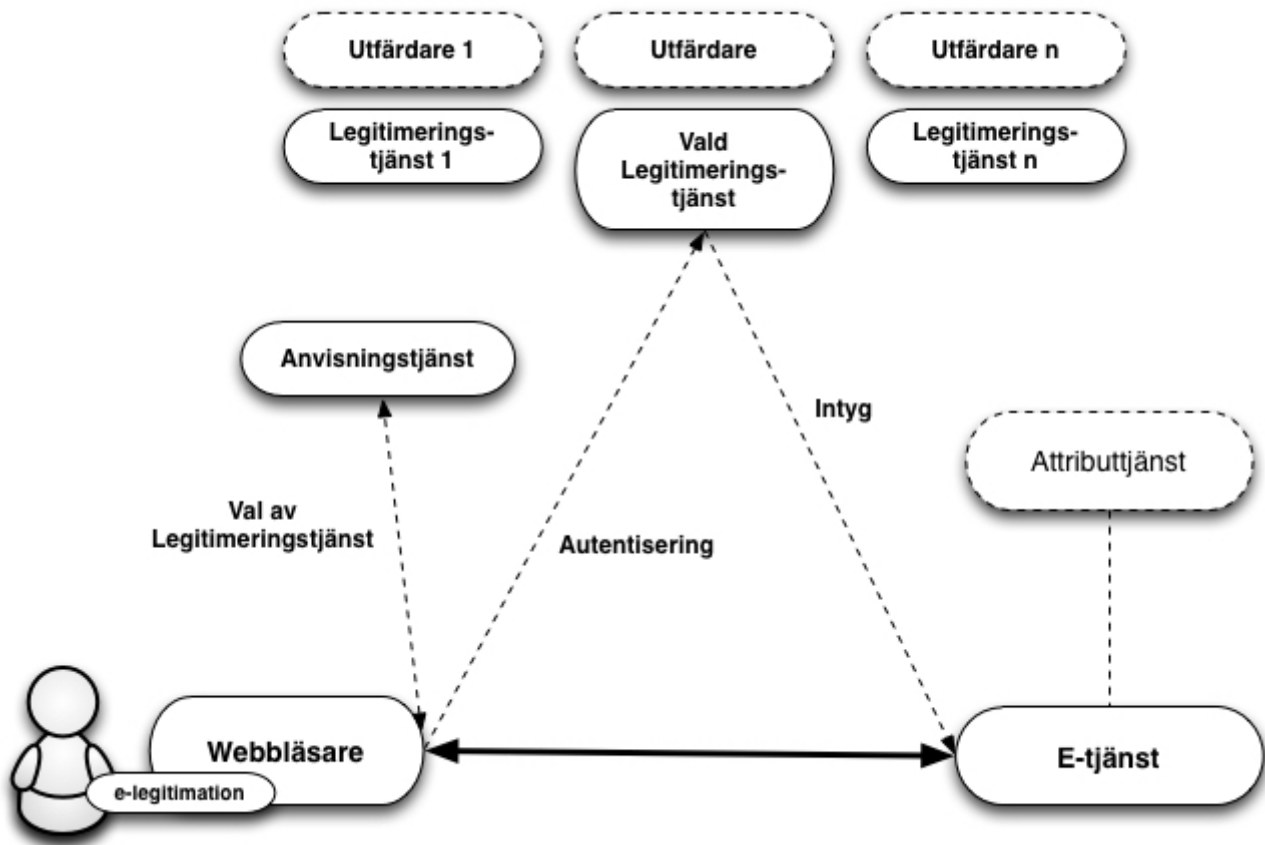 Utfärdare 1
Utfärdare
Utfärdare n
Legitimerings-
tjänst 1
Vald
Legitimerings-
tjänst
Legitimerings-
tjänst n
Anvisningstjänst
Intyg
Attributtjänst
Val av
Legitimeringstjänst
Autentisering
Webbläsare
E-tjänst
e-legitimation